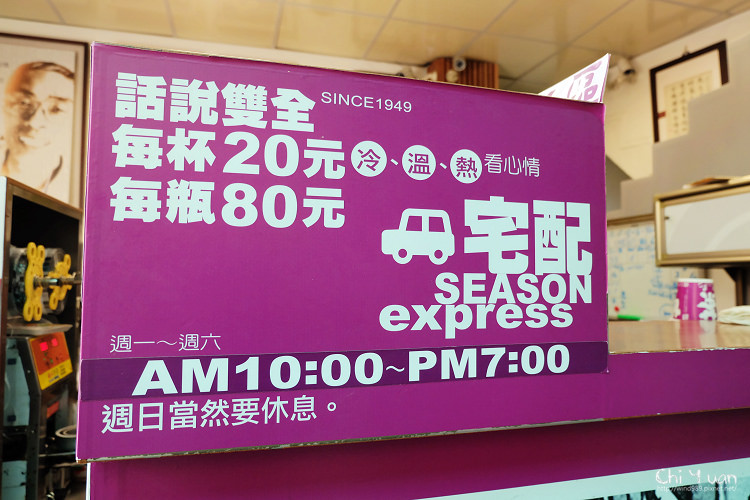 話說雙全 SINCE1949
每杯20元 冷、溫、熱 看心情
每瓶80元
宅配
SEASON
express
週一～週六
AM10:00~PM7:00
週日當然要休息。
Chi Yuan